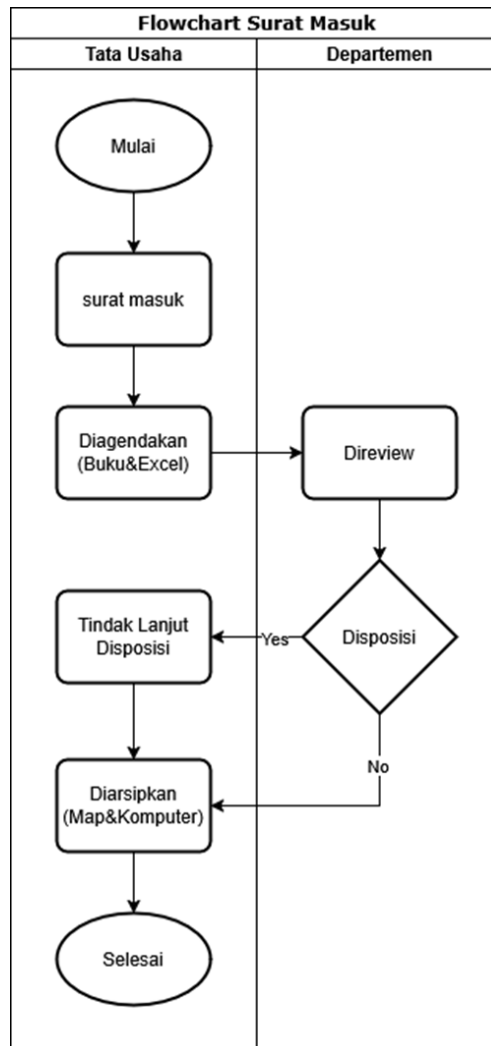 Flowchart Surat Masuk
Tata Usaha
Departemen
Mulai
surat masuk
Diagendakan
(Buku&Excel)
Direview
Disposisi
Yes
Tindak Lanjut
Disposisi
No
Diarsipkan
(Map&Komputer)
Selesai